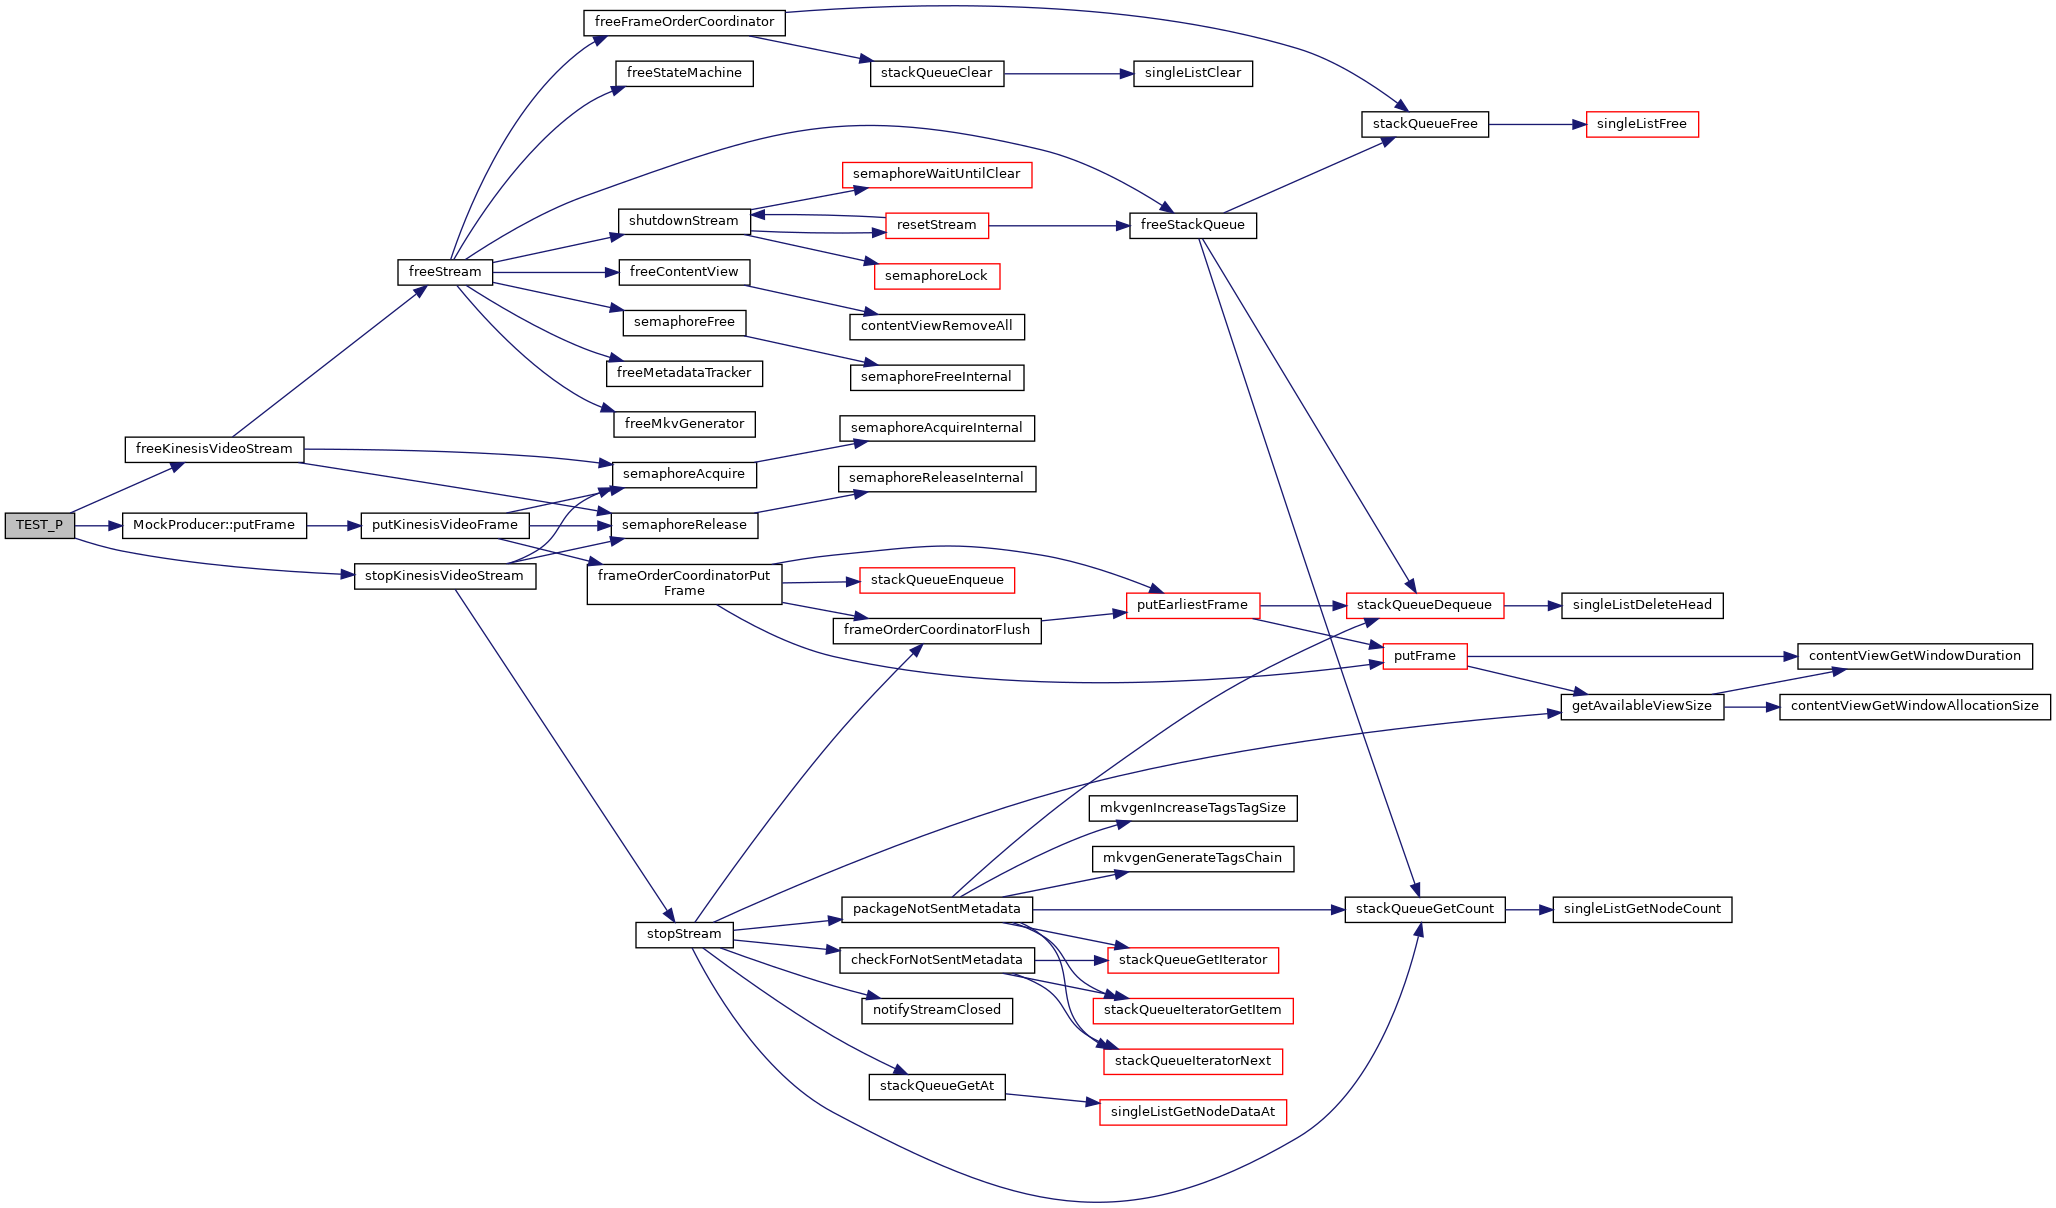 freeFrameOrderCoordinator
freeStateMachine
stackQueueClear
singleListClear
stackQueueFree
singleListFree
semaphoreWaitUntilClear
shutdownStream
resetStream
freeStackQueue
freeStream
freeContentView
semaphoreLock
semaphoreFree
contentViewRemoveAll
freeMetadataTracker
semaphoreFreeInternal
freeMkvGenerator
semaphoreAcquireInternal
freeKinesisVideoStream
semaphoreAcquire
semaphoreReleaseInternal
TEST_P
MockProducer::putFrame
putKinesisVideoFrame
semaphoreRelease
stopKinesisVideoStream
frameOrderCoordinatorPut
Frame
stackQueueEnqueue
putEarliestFrame
stackQueueDequeue
singleListDeleteHead
frameOrderCoordinatorFlush
putFrame
contentViewGetWindowDuration
getAvailableViewSize
contentViewGetWindowAllocationSize
mkvgenIncreaseTagsTagSize
mkvgenGenerateTagsChain
packageNotSentMetadata
stackQueueGetCount
singleListGetNodeCount
stopStream
checkForNotSentMetadata
stackQueueGetIterator
notifyStreamClosed
stackQueueIteratorGetItem
stackQueueIteratorNext
stackQueueGetAt
singleListGetNodeDataAt